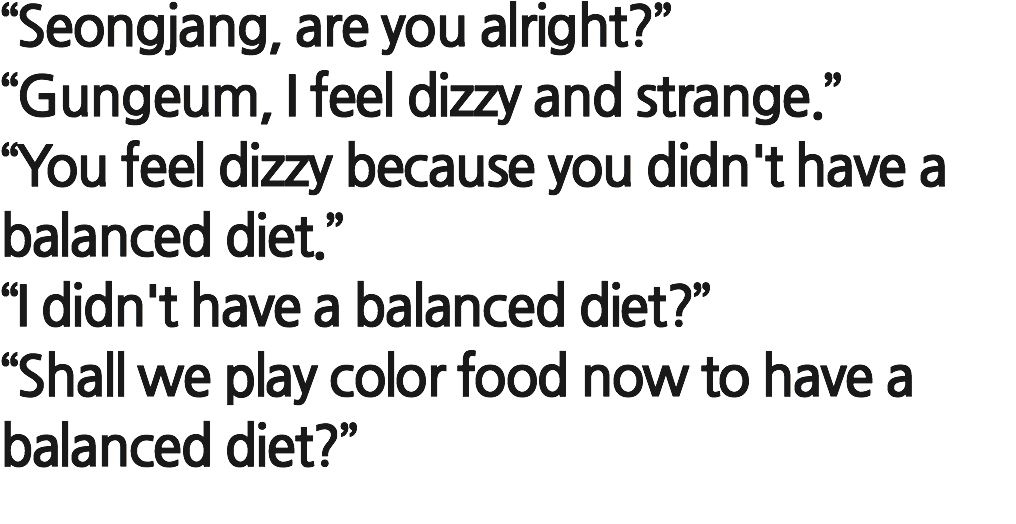 “Seongjang, are you alright?”
“Gungeum, I feel dizzy and strange.”
“You feel dizzy because you didn't have a
balanced diet.”
“I didn't have a balanced diet?”
“Shall we play color food now to have a
balanced diet?”